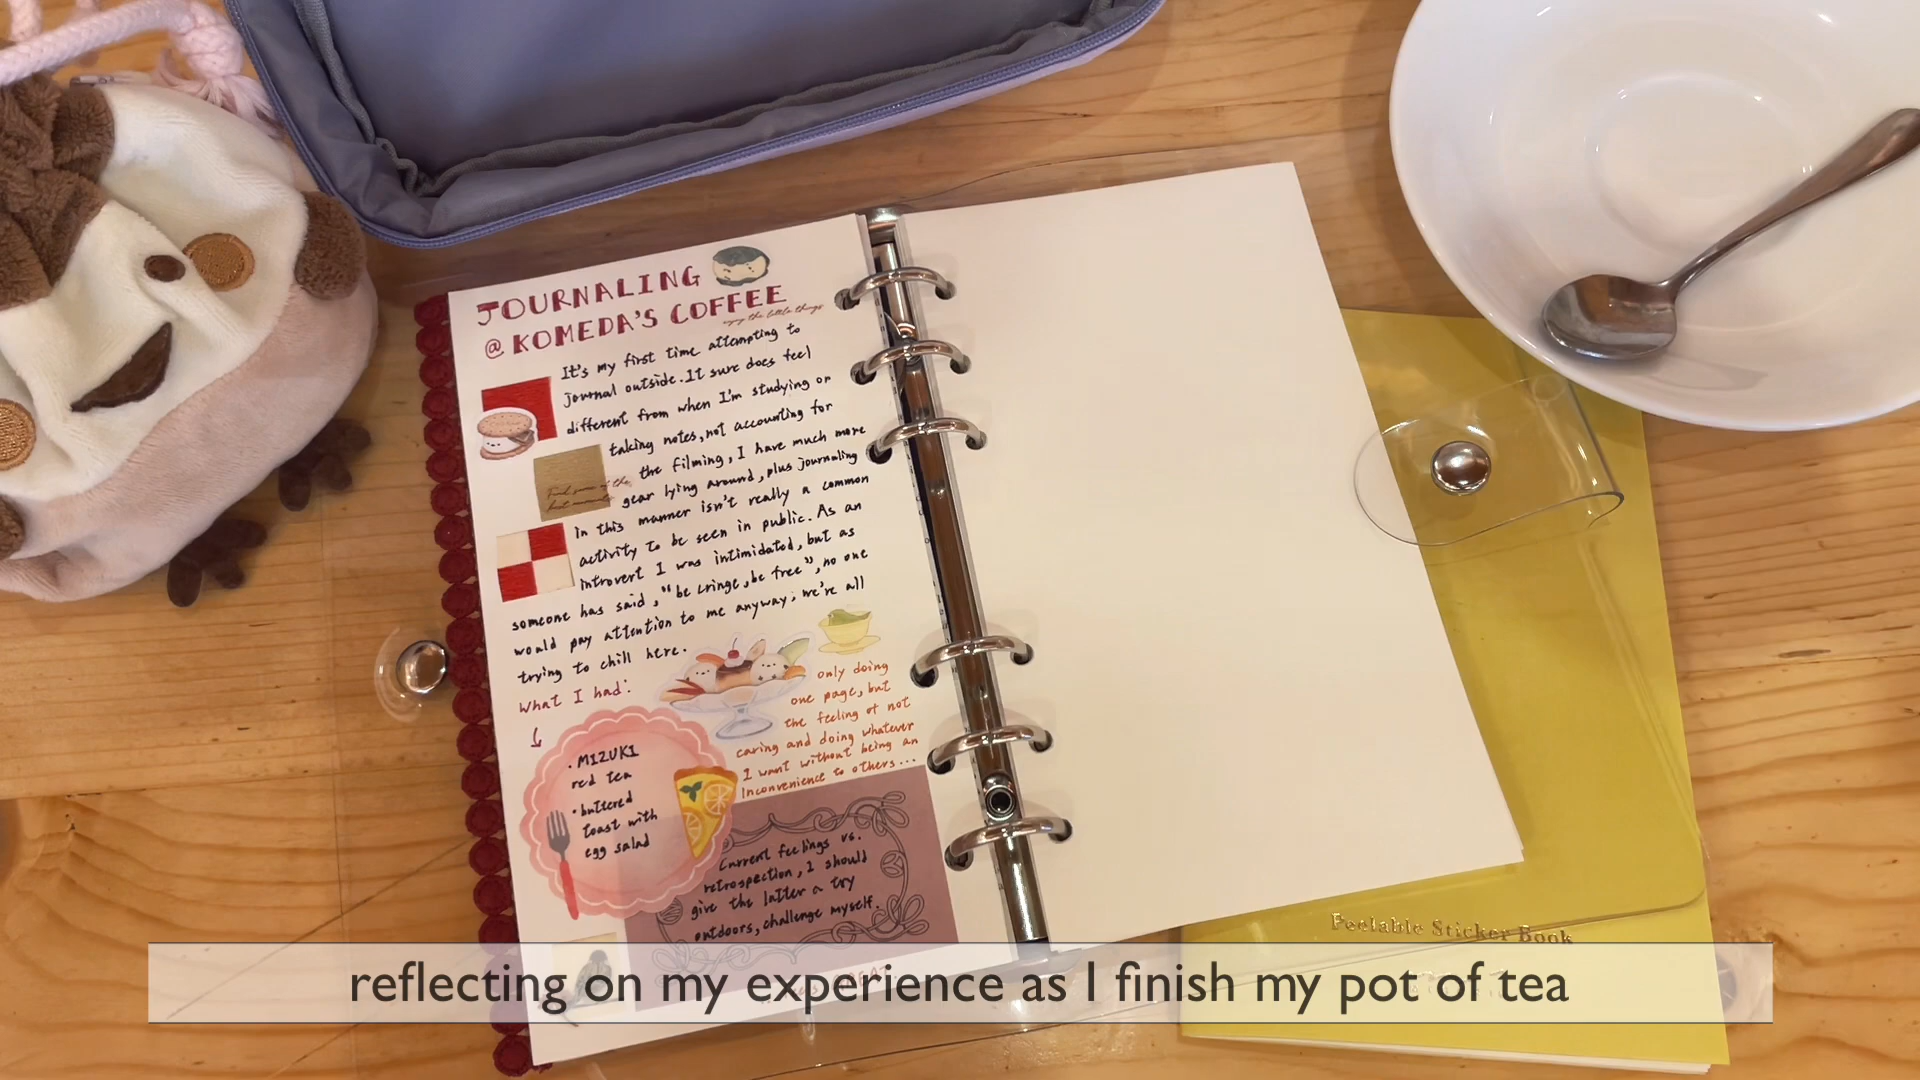 JOURNALING
@ KOMEDA'S COFFEE
enjoy the little things
It's my first time attempting to
journal outside. It sure does feel
different from when I'm studying or
taking notes, not accounting for
the filming, I have much more
gear lying around, plus journaling
in this manner isn't really a common
activity to be seen in public. As an
introvert I was intimidated, but as
someone has said, "be cringe, be free", no one
would pay attention to me anyway; we're all
trying to chill here.
What I had:
• MIZUKI
red tea
• buttered
toast with
egg salad
only doing
one page, but
the feeling of not
caring and doing whatever
I want without being an
inconvenience to others...
Current feelings vs.
retrospection, I should
give the latter a try
outdoors, challenge myself.
Peelable Sticker Book
reflecting on my experience as I finish my pot of tea